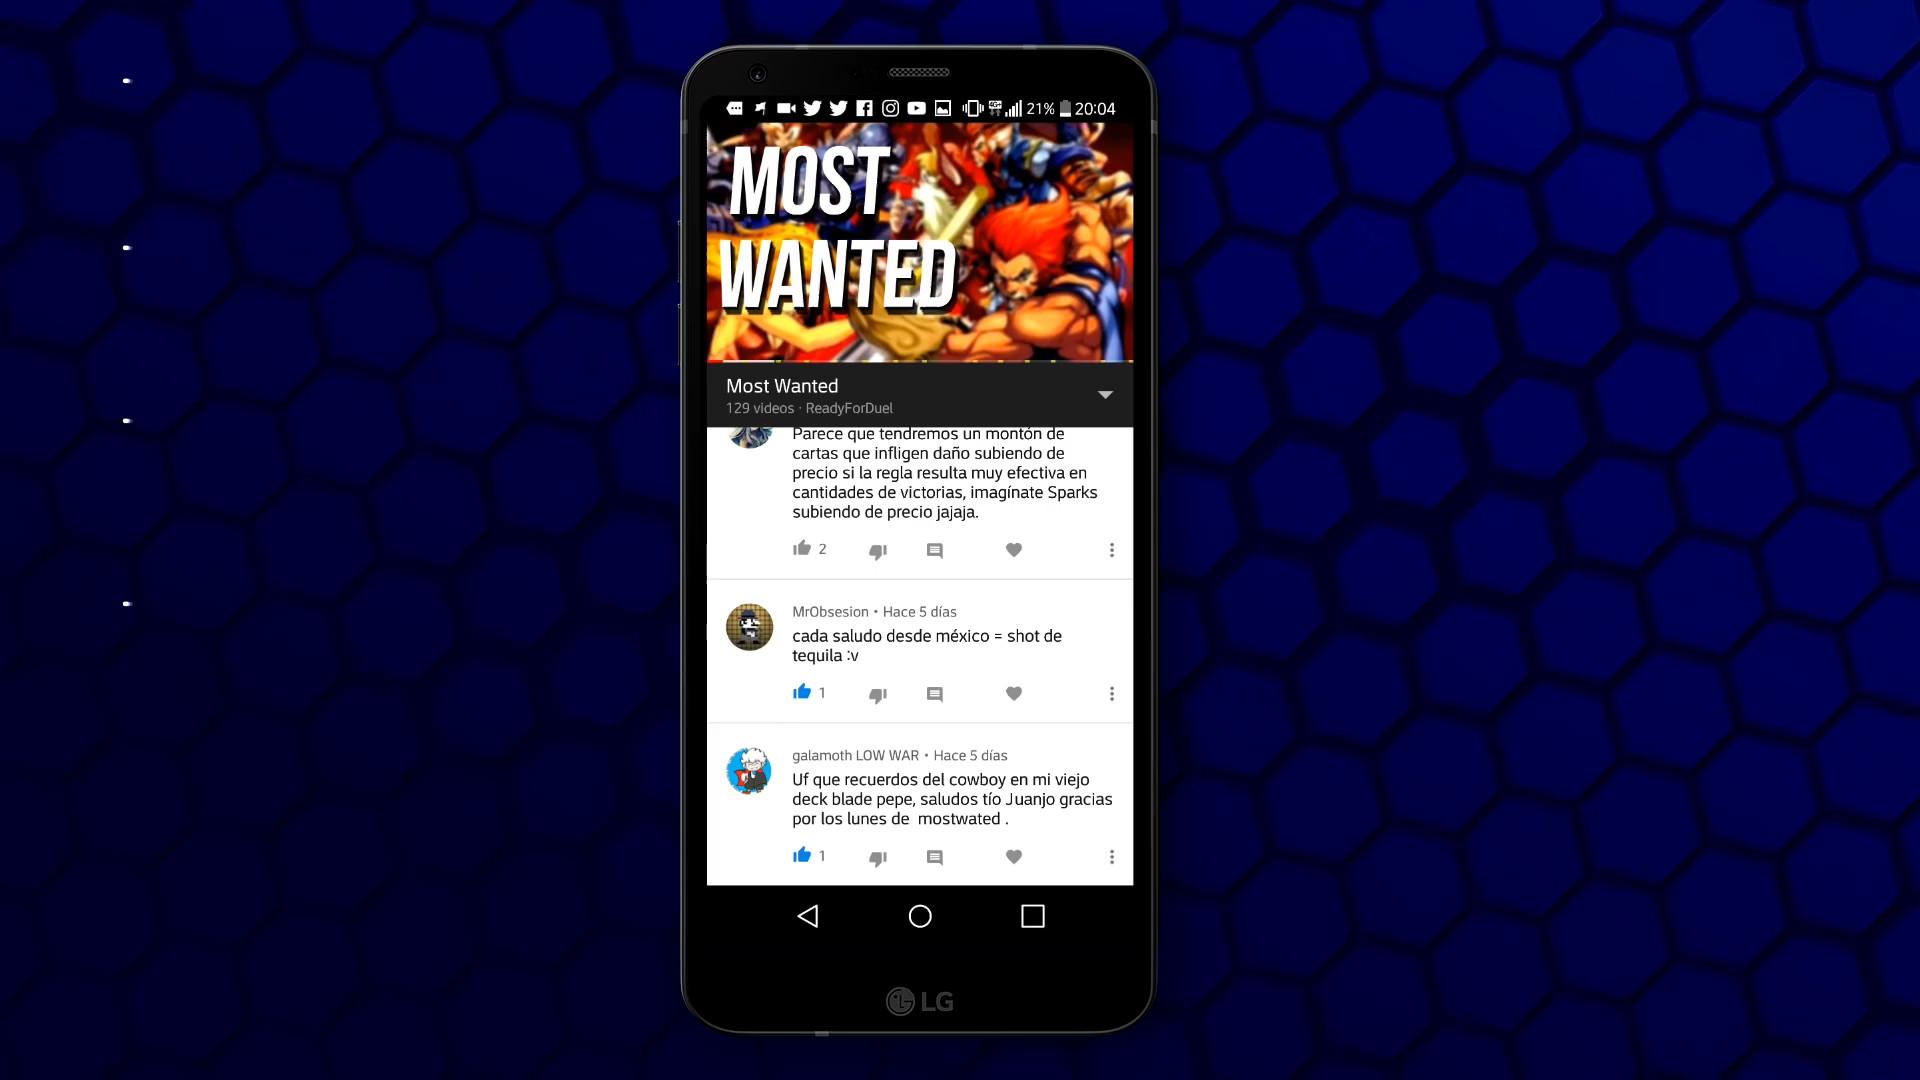 21% 20:04
MOST
WANTED
Most Wanted
129 videos · ReadyForDuel
Parece que tendremos un montón de
cartas que infligen daño subiendo de
precio si la regla resulta muy efectiva en
cantidades de victorias, imagínate Sparks
subiendo de precio jajaja.
2
MrObsesion • Hace 5 días
cada saludo desde méxico = shot de
tequila :v
1
galamoth LOW WAR • Hace 5 días
Uf que recuerdos del cowboy en mi viejo
deck blade pepe, saludos tío Juanjo gracias
por los lunes de  mostwated .
1
LG